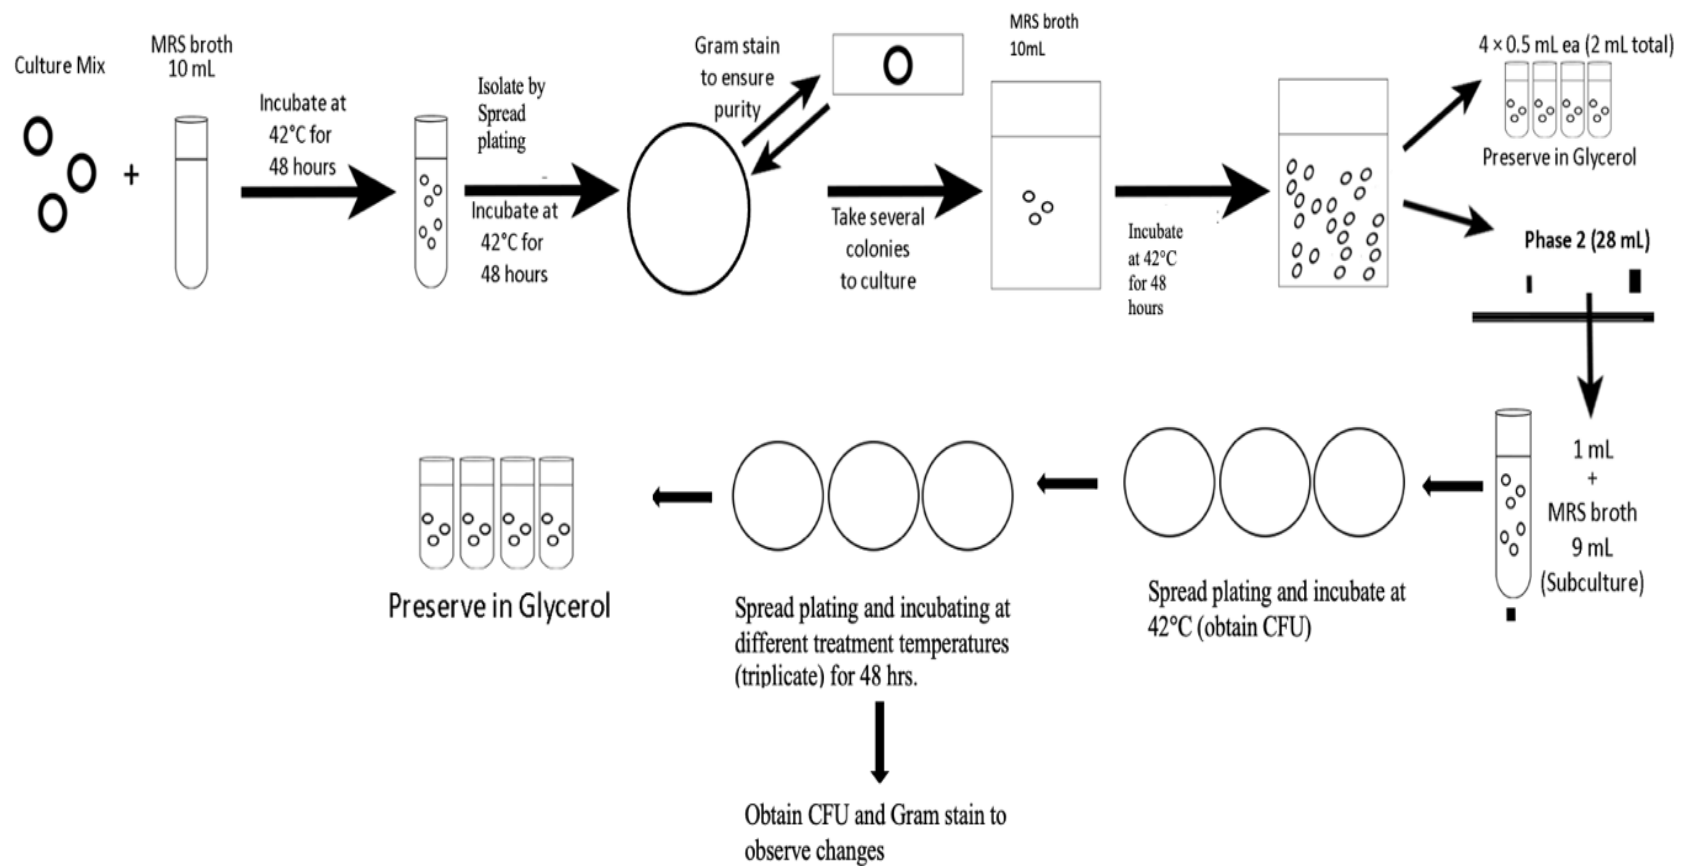 Culture Mix
+
MRS broth
10 mL
Incubate at
42°C for
48 hours
Isolate by
Spread
plating
Incubate at
42°C for
48 hours
Gram stain
to ensure
purity
Take several
colonies
to culture
MRS broth
10mL
Incubate
at 42°C
for 48
hours
4 × 0.5 mL ea (2 mL total)
Preserve in Glycerol
Phase 2 (28 mL)
1 mL
+
MRS broth
9 mL
(Subculture)
Spread plating and incubate at
42°C (obtain CFU)
Spread plating and incubating at
different treatment temperatures
(triplicate) for 48 hrs.
Preserve in Glycerol
Obtain CFU and Gram stain to
observe changes